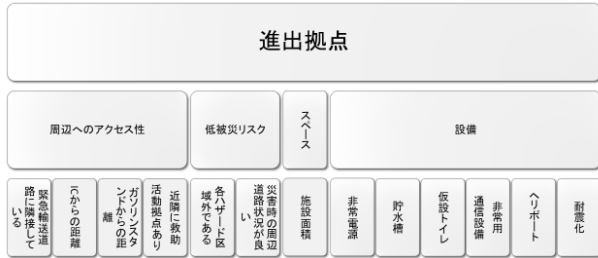 進出拠点
周辺へのアクセス性
低被災リスク
スペース
設備
緊急輸送道
路に隣接して
いる
ICからの距離
ガソリンスタ
ンドからの距
離
近隣に救助
活動拠点あり
各ハザード区
域外である
災害時の周辺
道路状況が良
い
施設面積
非常電源
貯水槽
仮設トイレ
非常用
通信設備
ヘリポート
耐震化